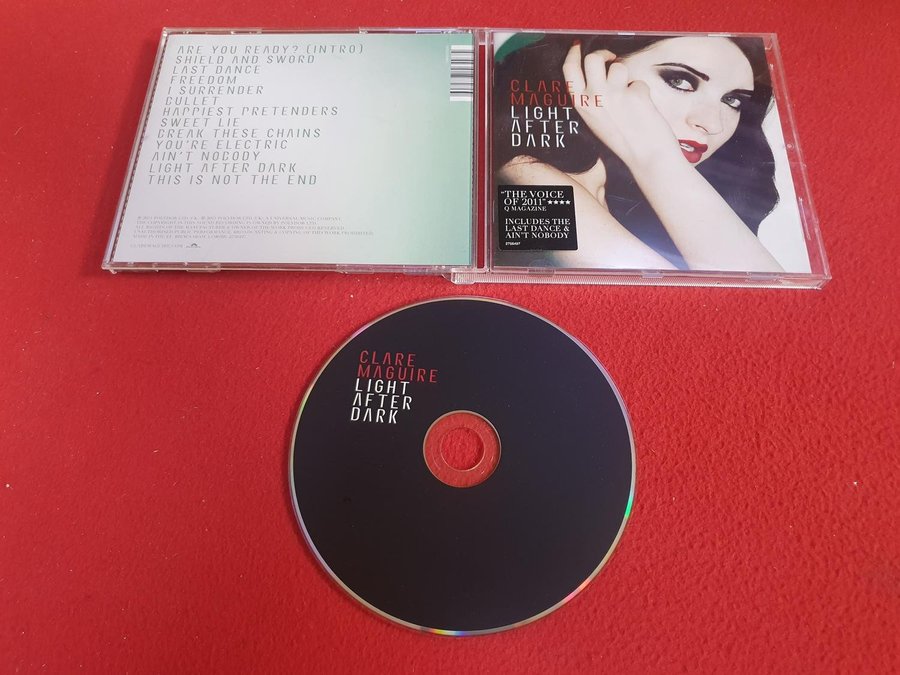 ARE YOU READY? (INTRO)
SHIELD AND SWORD
LAST DANCE
FREEDOM
I SURRENDER
BULLET
HAPPIEST PRETENDERS
SWEET LIE
BREAK THESE CHAINS
YOU'RE ELECTRIC
AIN'T NOBODY
LIGHT AFTER DARK
THIS IS NOT THE END
CLARE
MAGUIRE
LIGHT
AFTER
DARK
"THE VOICE
OF 2011" ★★★★
Q MAGAZINE
INCLUDES THE
LAST DANCE &
AIN'T NOBODY
CLARE
MAGUIRE
LIGHT
AFTER
DARK